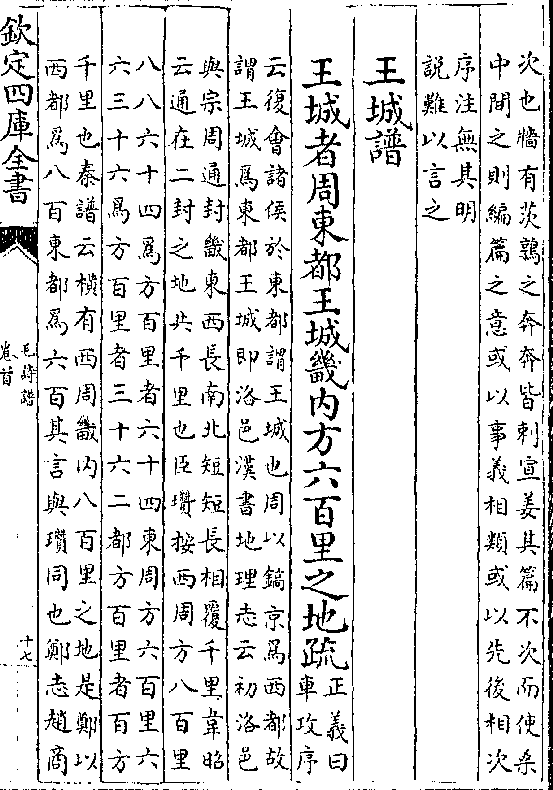 次也牆有茨鶉之奔奔皆刺宣姜其篇不次而使桑
中間之則編篇之意或以事義相類或以先後相次
序注無其明
説難以言之
王城譜
王城者周東都王城畿内方六百里之地疏
正義曰
車攻序
云復會諸侯於東都謂王城也周以鎬京為西都故
謂王城為東都王城即洛邑漢書地理志云初洛邑
與宗周通封畿東西長南北短短長相覆千里韋昭
云通在二封之地共千里也臣瓚按西周方八百里
八八六十四為方百里者六十四東周方六百里六
六三十六為方百里者三十六二都方百里者百方
千里也秦譜云横有西周畿内八百里之地是鄭以
西都為八百東都為六百其言與瓚同也鄭志趙商
欽定四庫全書
毛詩譜
卷首
十七